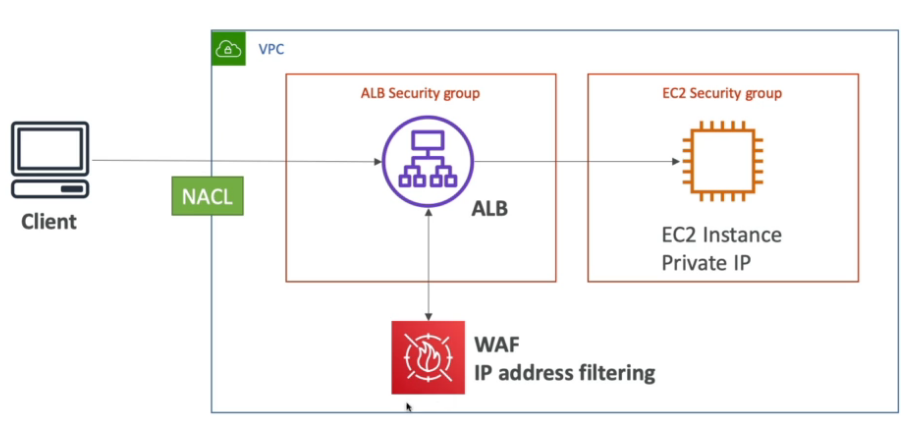 VPC
ALB Security group
EC2 Security group
NACL
Client
ALB
EC2 Instance
Private IP
WAF
IP address filtering